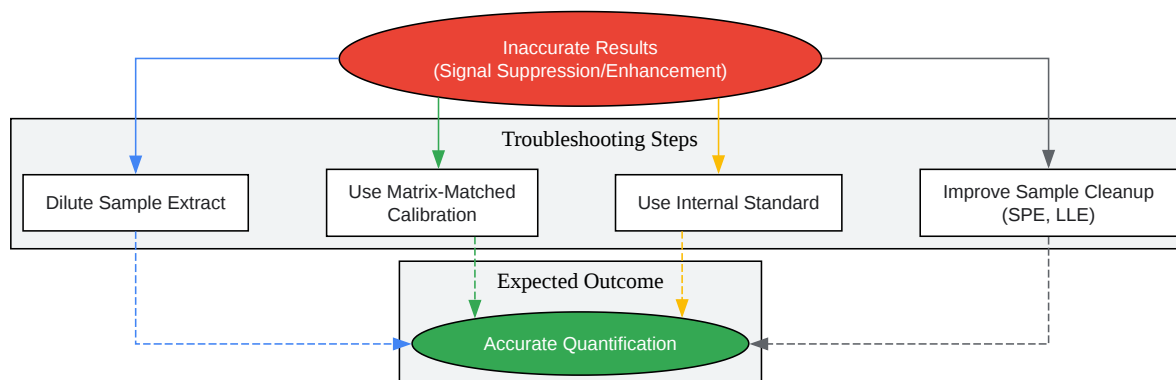 Inaccurate Results
(Signal Suppression/Enhancement)
Troubleshooting Steps
Dilute Sample Extract
Use Matrix-Matched
Calibration
Use Internal Standard
Improve Sample Cleanup
(SPE, LLE)
Expected Outcome
Accurate Quantification